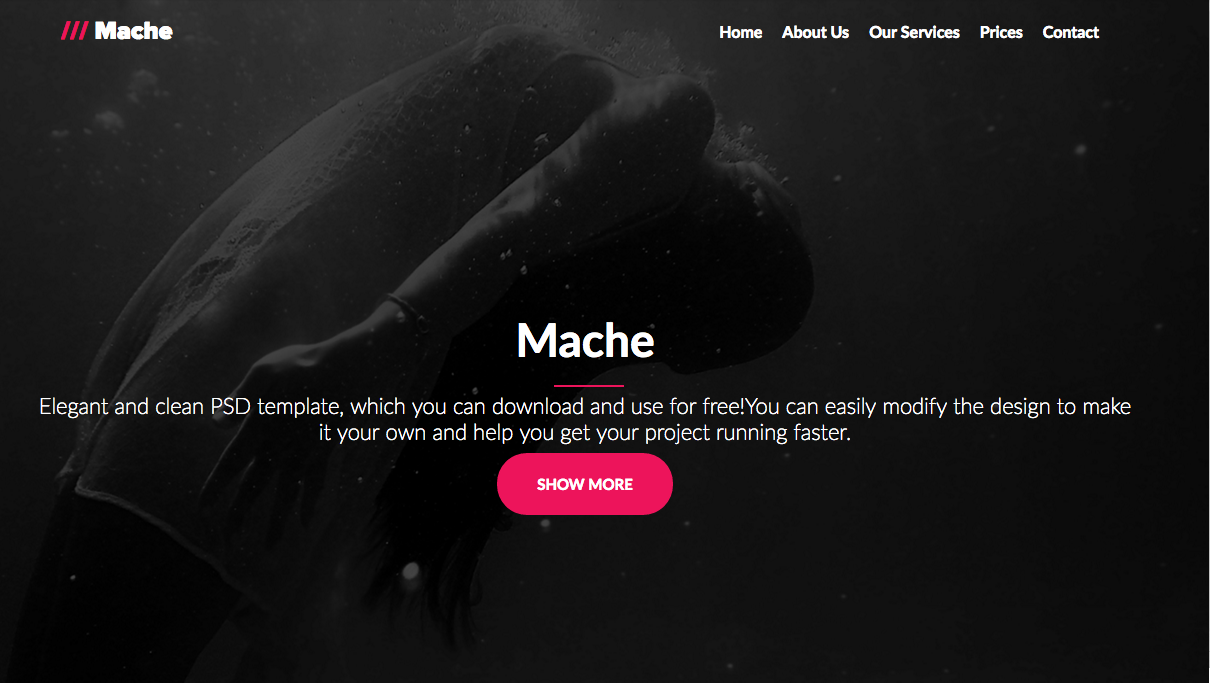 /// Mache
Home About Us Our Services Prices Contact
Mache
Elegant and clean PSD template, which you can download and use for free!You can easily modify the design to make
it your own and help you get your project running faster.
SHOW MORE